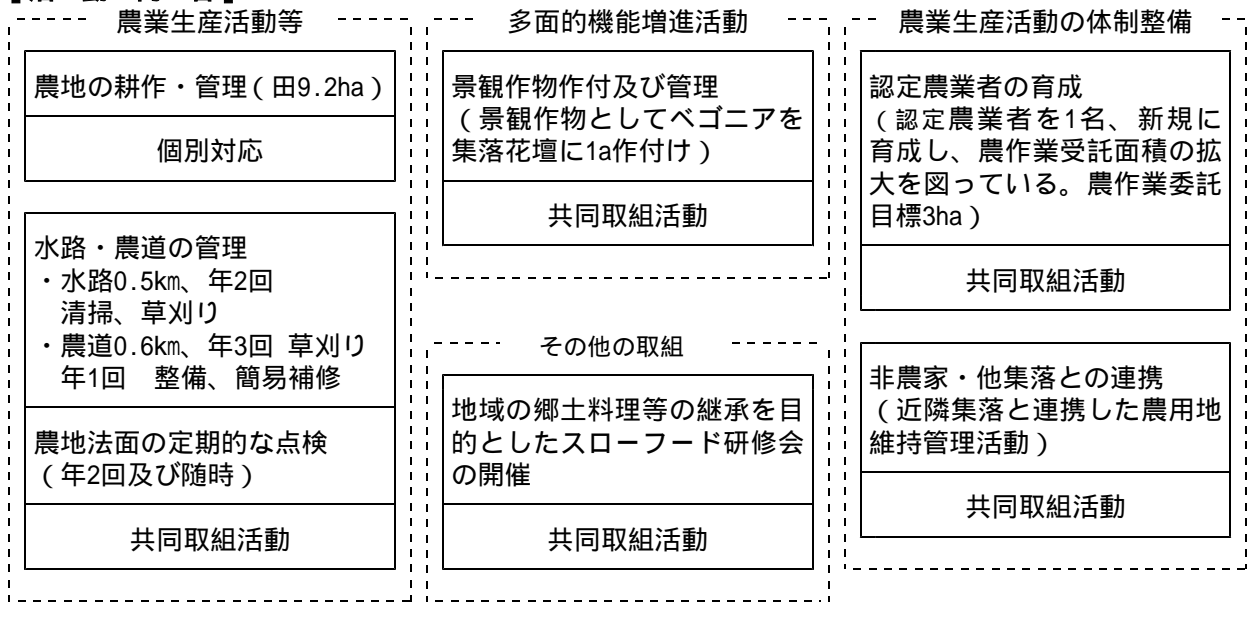 農業生産活動等
農地の耕作・管理(田9.2ha)
個別対応
水路・農道の管理
・水路0.5km、年2回
清掃、草刈り
・農道0.6km、年3回 草刈り
年1回 整備、簡易補修
農地法面の定期的な点検
(年2回及び随時)
共同取組活動
多面的機能増進活動
景観作物作付及び管理
(景観作物としてベゴニアを
集落花壇に1a作付け)
共同取組活動
その他の取組
地域の郷土料理等の継承を目
的としたスローフード研修会
の開催
共同取組活動
農業生産活動の体制整備
認定農業者の育成
(認定農業者を1名、新規に
育成し、農作業受託面積の拡
大を図っている。農作業委託
目標3ha)
共同取組活動
非農家・他集落との連携
(近隣集落と連携した農用地
維持管理活動)
共同取組活動